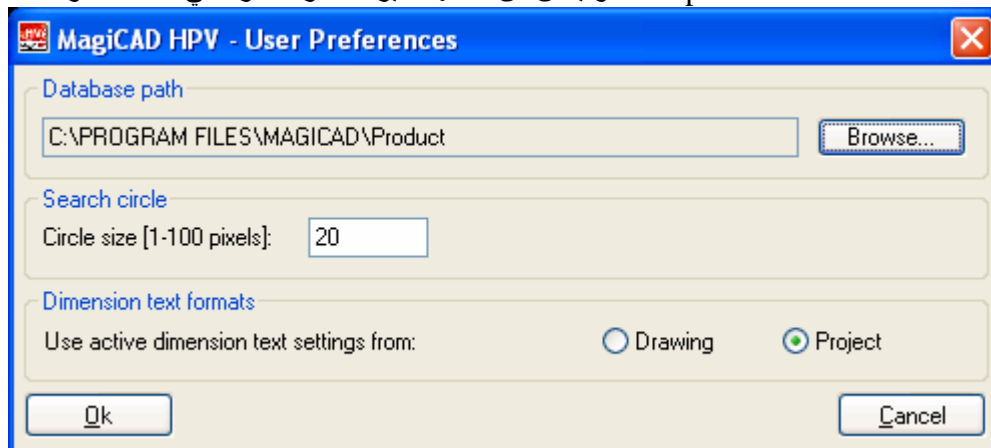 MagiCAD HPV - User Preferences
Database path
C:\PROGRAM FILES\MAGICAD\Product
Browse...
Search circle
Circle size [1-100 pixels]:
20
Dimension text formats
Use active dimension text settings from:
Drawing
Project
Ok
Cancel